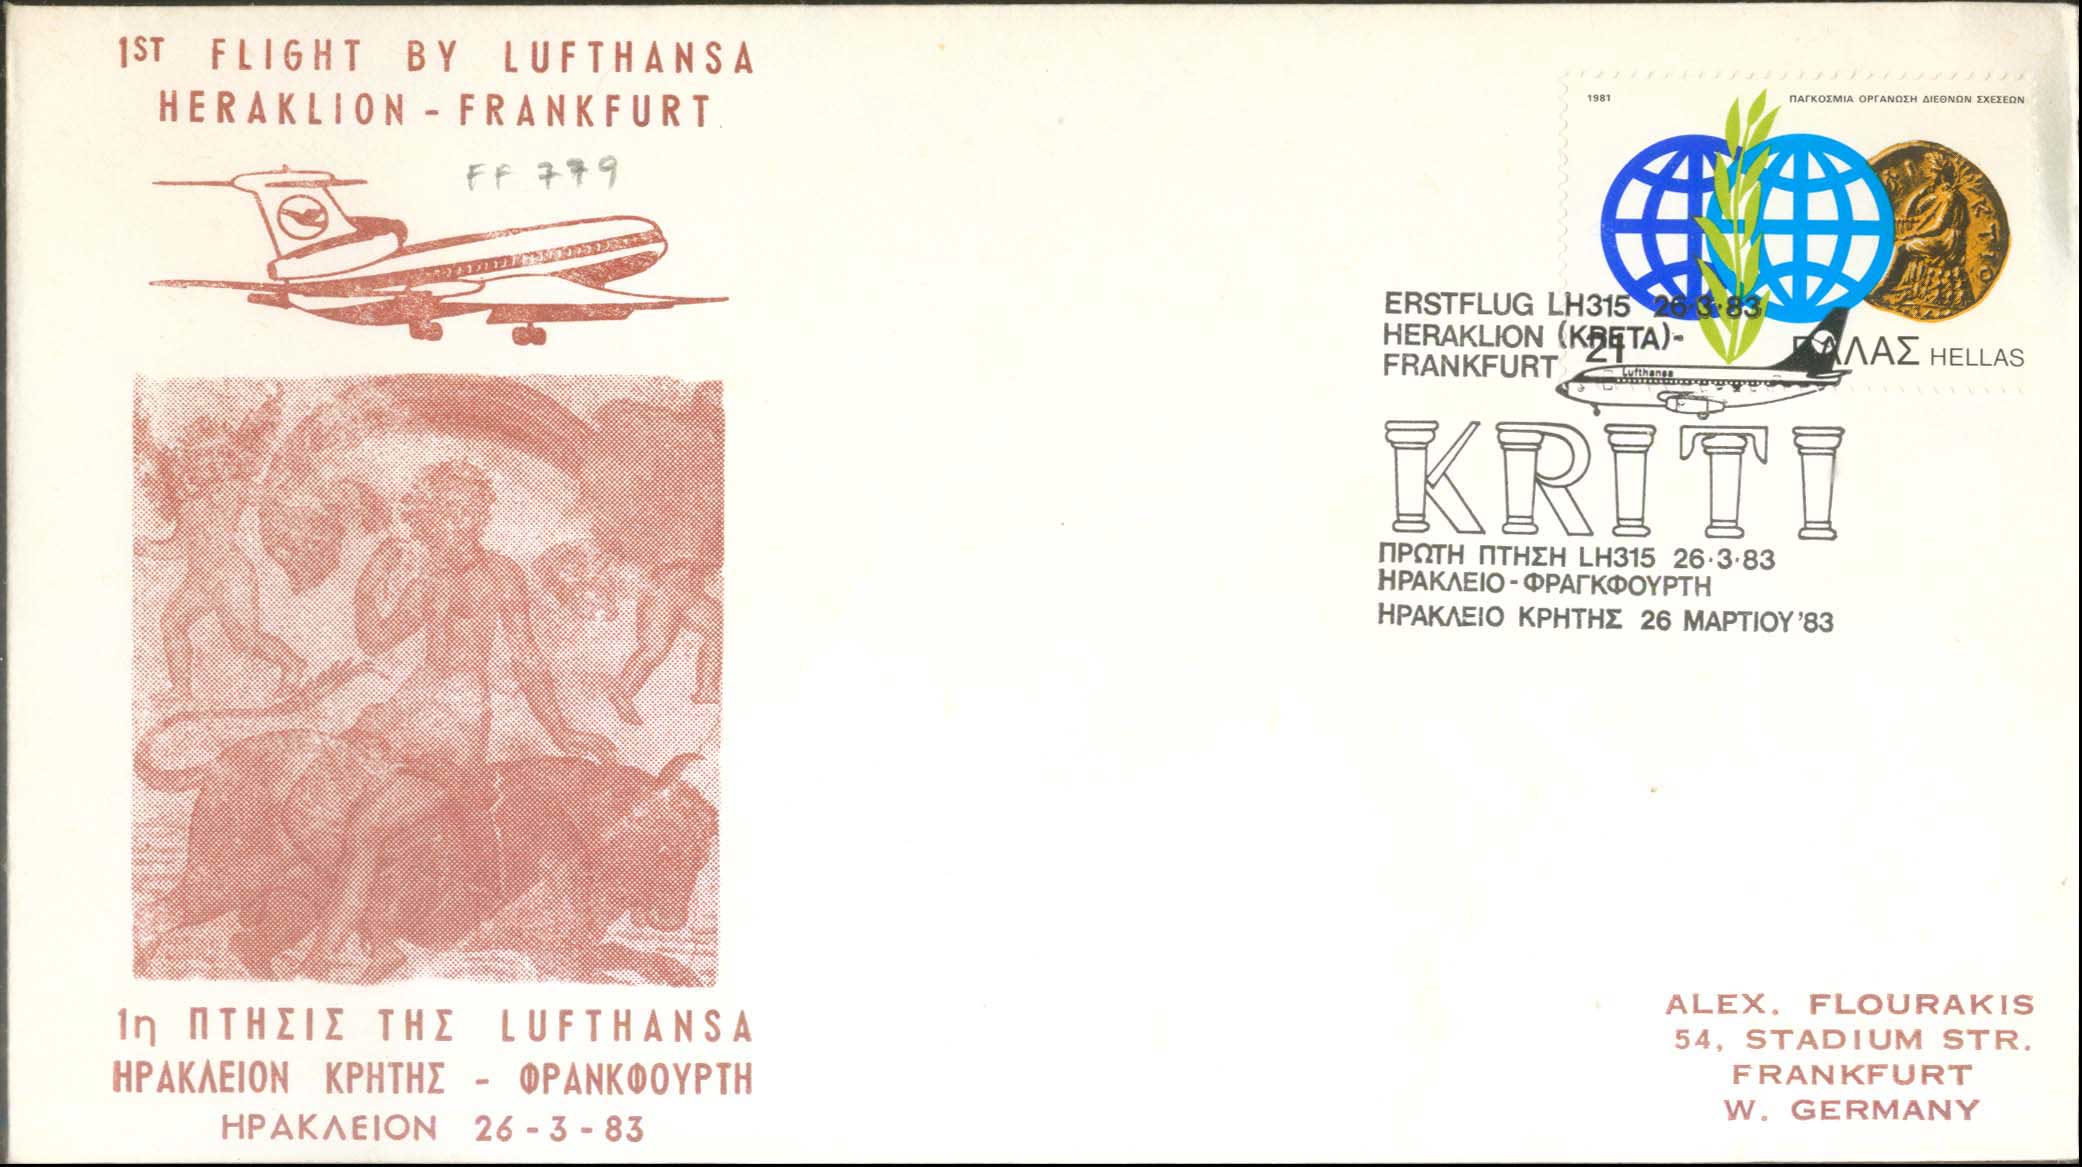 1ST FLIGHT BY LUFTHANSA
HERAKLION - FRANKFURT
FF 779
1η ΠΤΗΣΙΣ ΤΗΣ LUFTHANSA
ΗΡΑΚΛΕΙΟΝ ΚΡΗΤΗΣ - ΦΡΑΝΚΦΟΥΡΤΗ
ΗΡΑΚΛΕΙΟΝ 26-3-83
1981 ΠΑΓΚΟΣΜΙΑ ΟΡΓΑΝΩΣΗ ΔΙΕΘΝΩΝ ΣΧΕΣΕΩΝ
21 ΕΛΛΑΣ HELLAS
ERSTFLUG LH315 26·3·83
HERAKLION (KRETA)-
FRANKFURT
Lufthansa
KRITI
ΠΡΩΤΗ ΠΤΗΣΗ LH315 26·3·83
ΗΡΑΚΛΕΙΟ-ΦΡΑΓΚΦΟΥΡΤΗ
ΗΡΑΚΛΕΙΟ ΚΡΗΤΗΣ 26 ΜΑΡΤΙΟΥ '83
ALEX. FLOURAKIS
54, STADIUM STR.
FRANKFURT
W. GERMANY